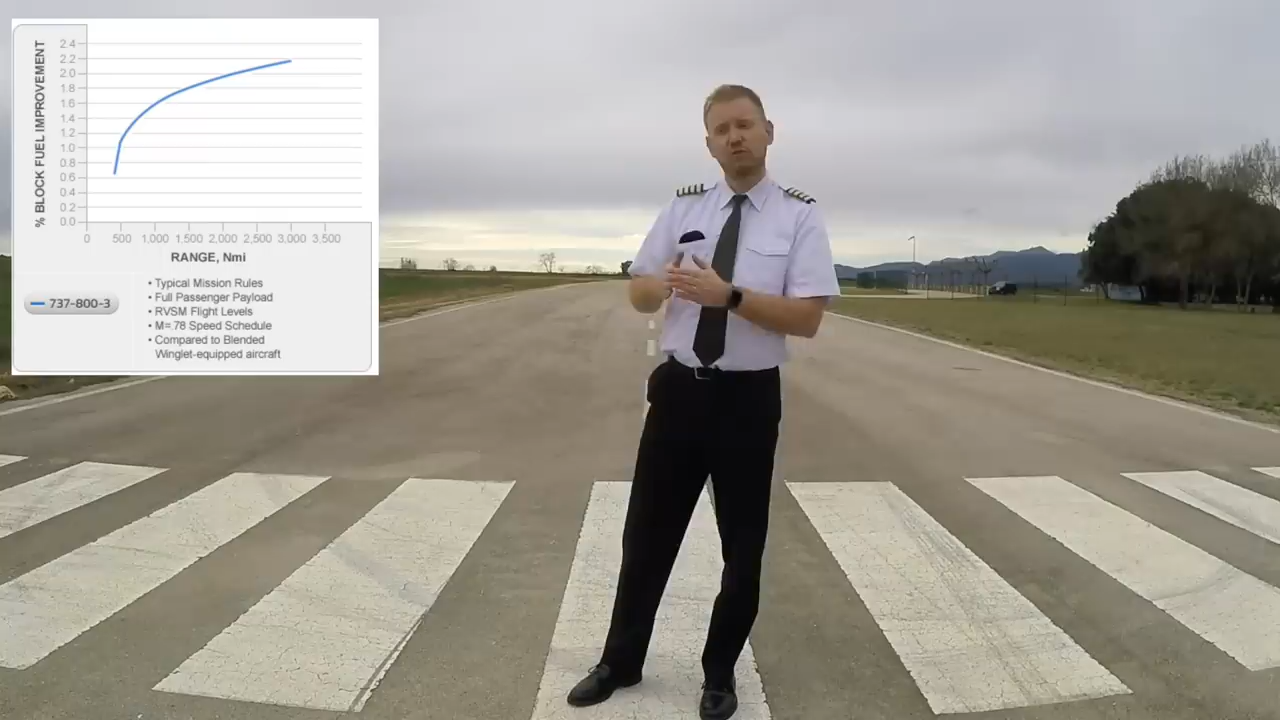 % BLOCK FUEL IMPROVEMENT
2.4
2.2
2.0
1.8
1.6
1.4
1.2
1.0
0.8
0.6
0.4
0.2
0.0
0 500 1,000 1,500 2,000 2,500 3,000 3.500
RANGE, Nmi
737-800-3
• Typical Mission Rules
• Full Passenger Payload
• RVSM Flight Levels
• M=.78 Speed Schedule
• Compared to Blended
Winglet-equipped aircraft